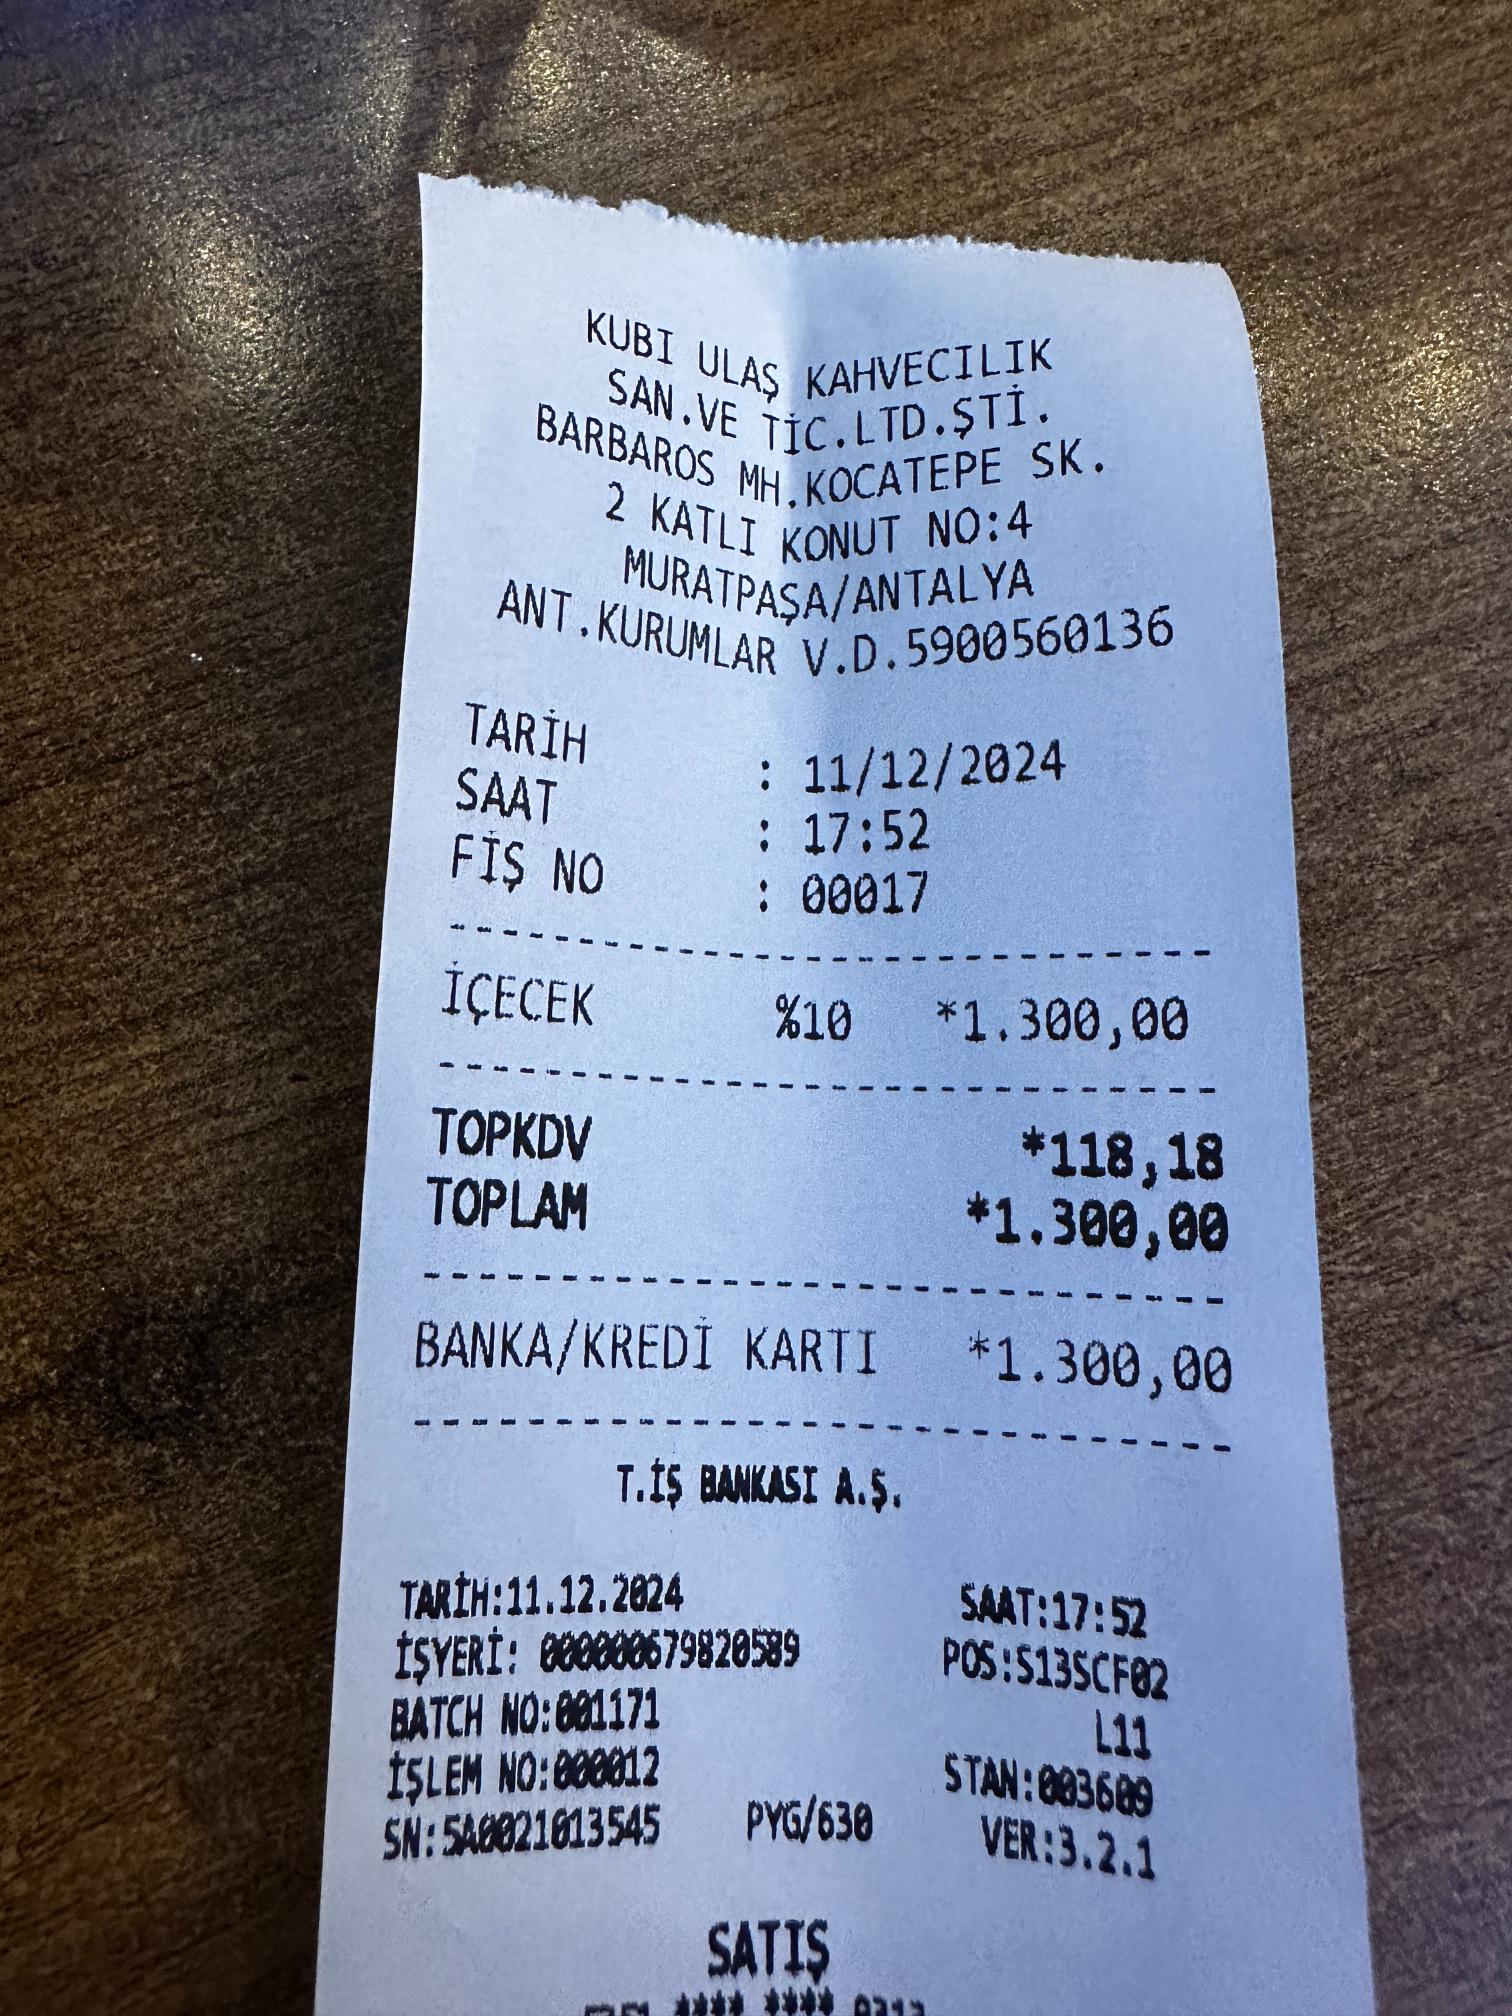 KUBI ULAŞ KAHVECILIK
SAN.VE TİC.LTD.ŞTİ.
BARBAROS MH.KOCATEPE SK.
2 KATLI KONUT NO:4
MURATPAŞA/ANTALYA
ANT.KURUMLAR V.D.5900560136
TARİH : 11/12/2024
SAAT : 17:52
FİŞ NO : 00017
İÇECEK %10 *1.300,00
TOPKDV *118,18
TOPLAM *1.300,00
BANKA/KREDİ KARTI *1.300,00
T.İŞ BANKASI A.Ş.
TARİH:11.12.2024 SAAT:17:52
İŞYERİ: 000000679820589 POS:S13SCF02
BATCH NO:001171 L11
İŞLEM NO:000012 STAN:003609
SN:5A0021013545 PYG/630 VER:3.2.1
SATIŞ
**** ****